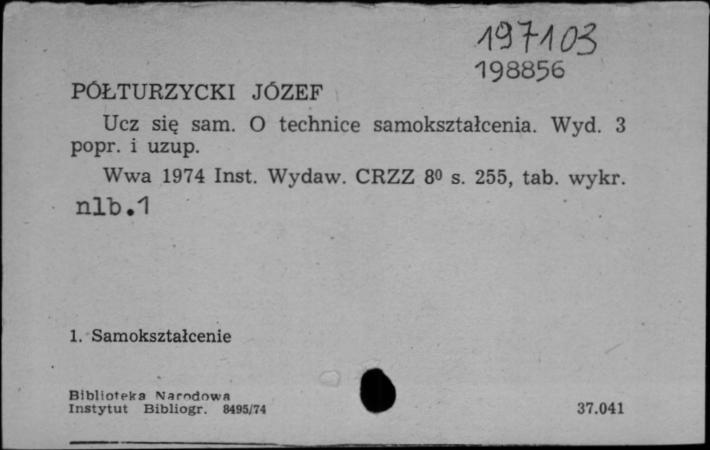 197103
198856
PÓŁTURZYCKI JÓZEF
Ucz się sam. O technice samokształcenia. Wyd. 3
popr. i uzup.
Wwa 1974 Inst. Wydaw. CRZZ 8⁰ s. 255, tab. wykr.
nlb.1
1. Samokształcenie
Biblioteka Narodowa
Instytut Bibliogr. 8495/74
37.041